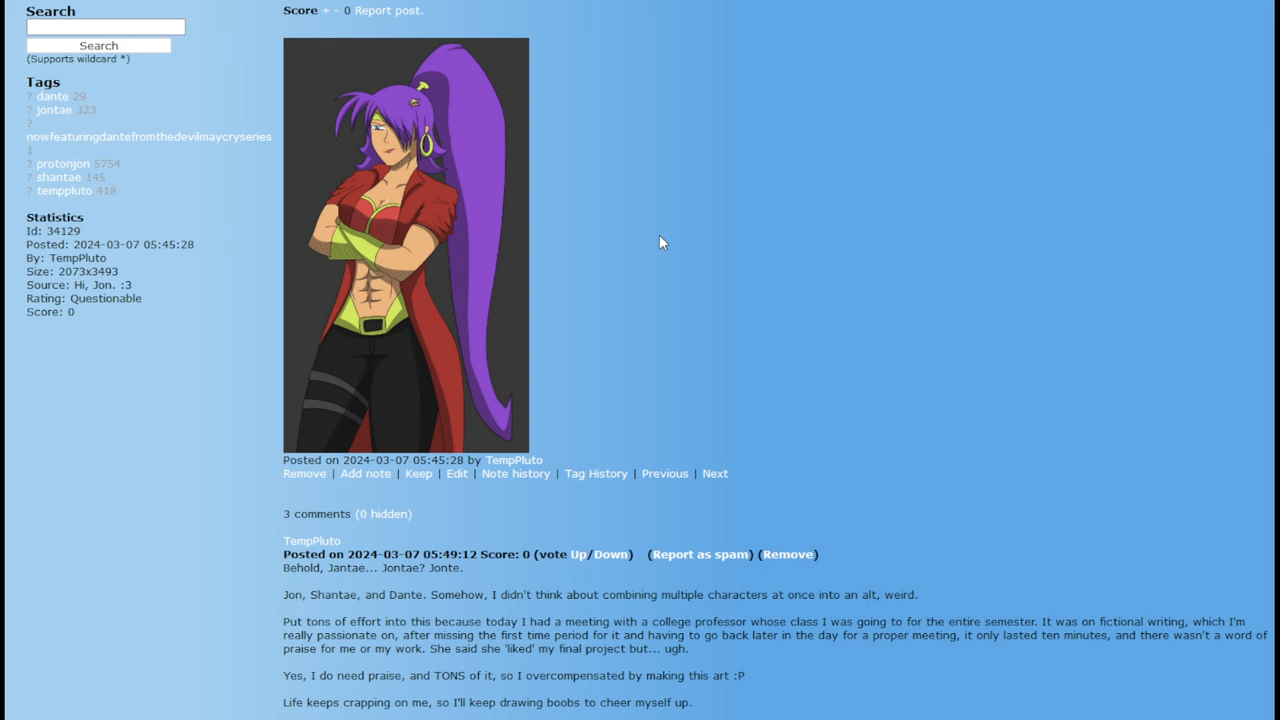 Search
Search
(Supports wildcard *)
Tags
? dante 29
? jontae 323
?
nowfeaturingdantefromthedevilmaycryseries
1
? protonjon 5754
? shantae 145
? temppluto 418
Statistics
Id: 34129
Posted: 2024-03-07 05:45:28
By: TempPluto
Size: 2073x3493
Source: Hi, Jon. :3
Rating: Questionable
Score: 0
Score + - 0 Report post.
Posted on 2024-03-07 05:45:28 by TempPluto
Remove | Add note | Keep | Edit | Note history | Tag History | Previous | Next
3 comments (0 hidden)
TempPluto
Posted on 2024-03-07 05:49:12 Score: 0 (vote Up/Down) (Report as spam) (Remove)
Behold, Jantae... Jontae? Jonte.
Jon, Shantae, and Dante. Somehow, I didn't think about combining multiple characters at once into an alt, weird.
Put tons of effort into this because today I had a meeting with a college professor whose class I was going to for the entire semester. It was on fictional writing, which I'm
really passionate on, after missing the first time period for it and having to go back later in the day for a proper meeting, it only lasted ten minutes, and there wasn't a word of
praise for me or my work. She said she 'liked' my final project but... ugh.
Yes, I do need praise, and TONS of it, so I overcompensated by making this art :P
Life keeps crapping on me, so I'll keep drawing boobs to cheer myself up.